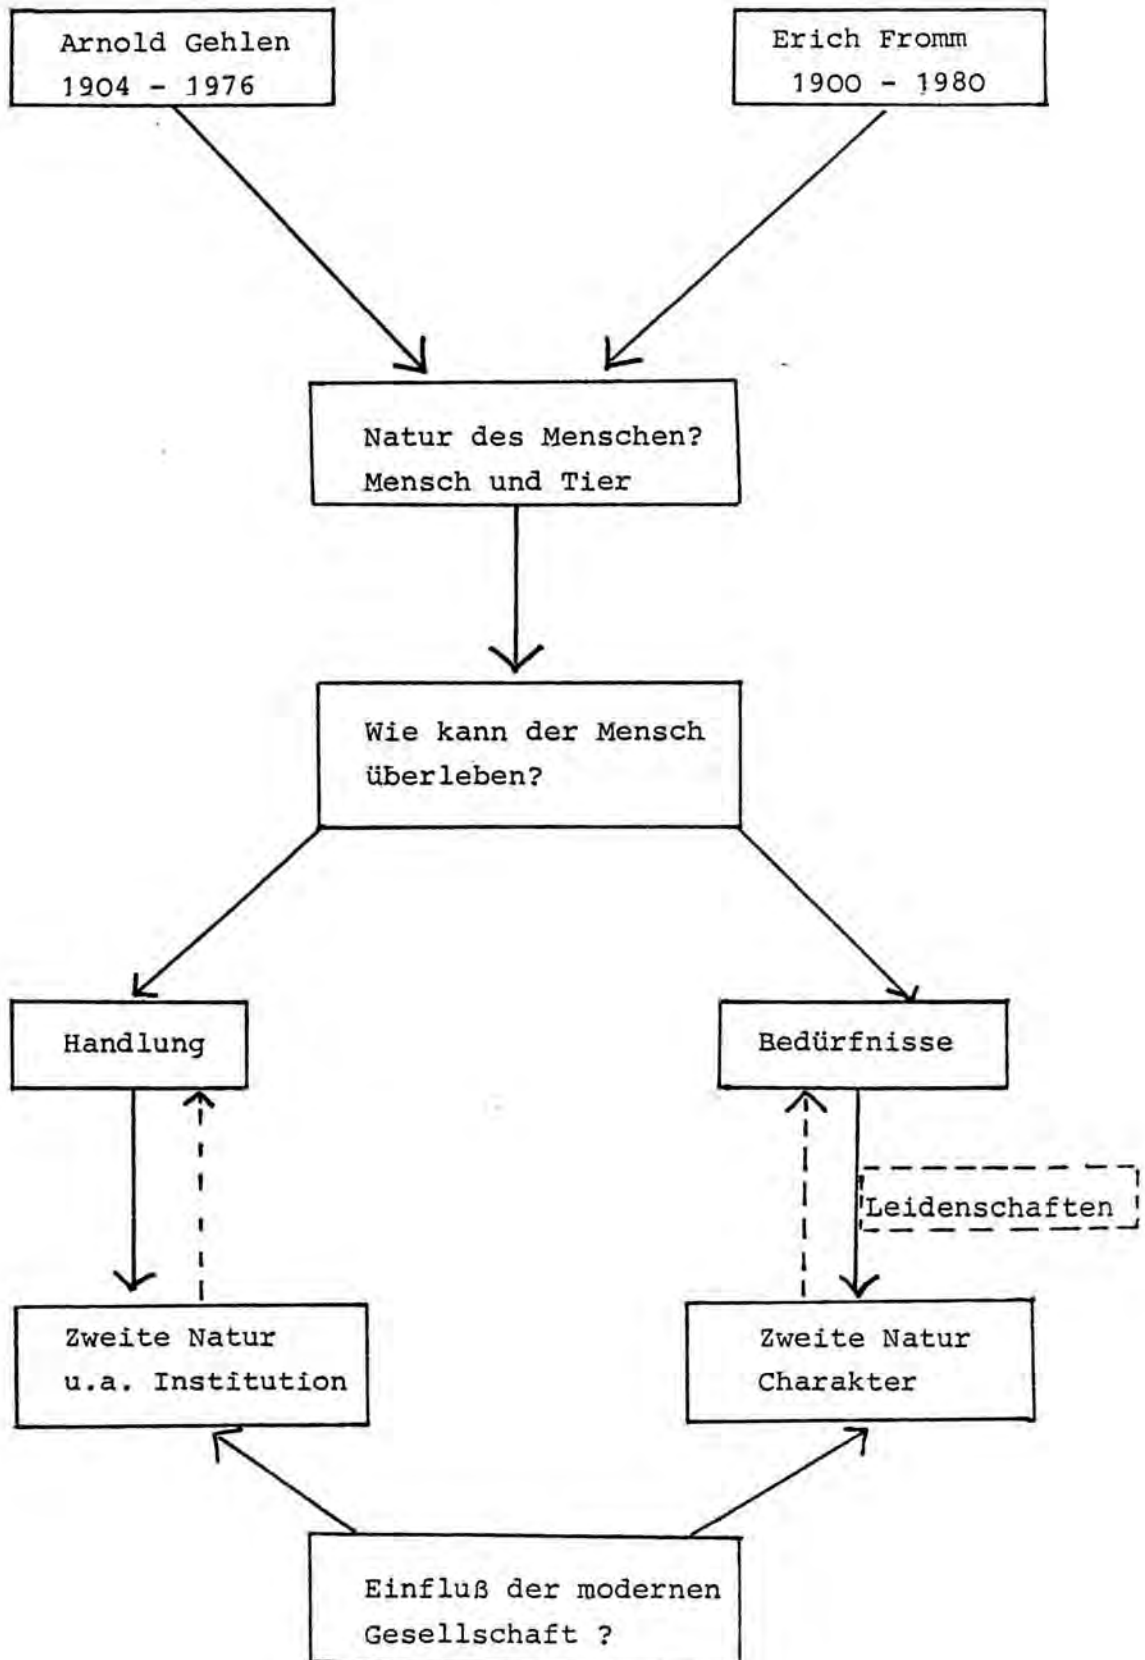 Arnold Gehlen
1904 - 1976
Erich Fromm
1900 - 1980
Natur des Menschen?
Mensch und Tier
Wie kann der Mensch
überleben?
Handlung
Bedürfnisse
Leidenschaften
Zweite Natur
u.a. Institution
Zweite Natur
Charakter
Einfluß der modernen
Gesellschaft ?